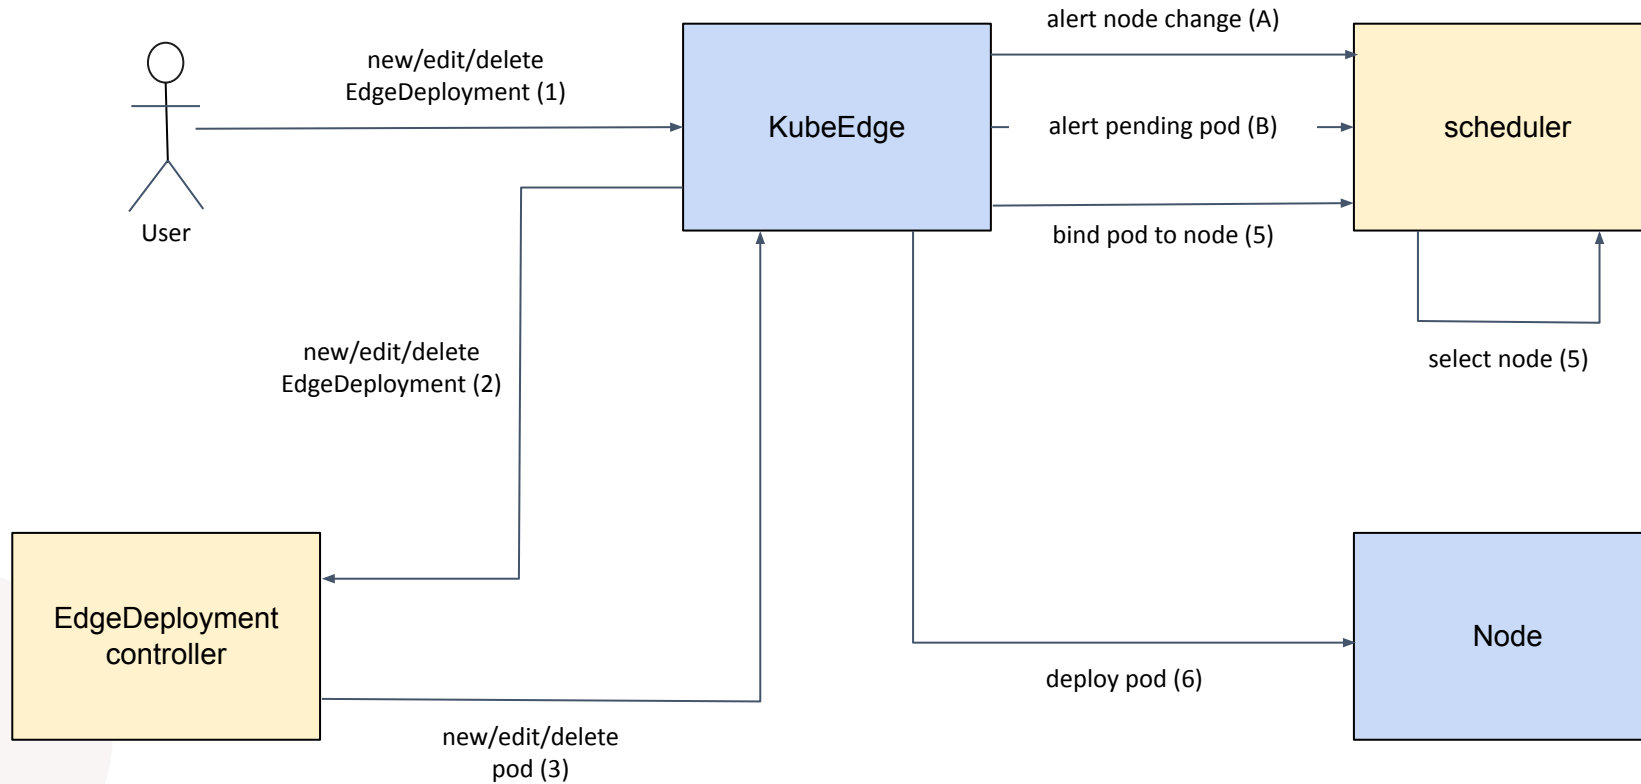 alert node change (A)
new/edit/delete
EdgeDeployment (1)
KubeEdge
alert pending pod (B)
scheduler
User
bind pod to node (5)
new/edit/delete
EdgeDeployment (2)
select node (5)
EdgeDeployment
controller
Node
deploy pod (6)
new/edit/delete
pod (3)